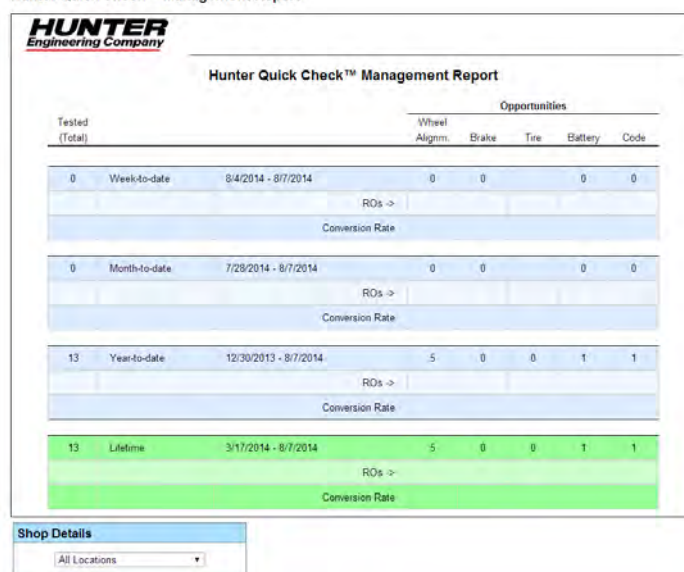 HUNTER
Engineering Company
Hunter Quick Check™ Management Report
Opportunities
Tested (Total) Wheel Alignm. Brake Tire Battery Code
0 Week-to-date 8/4/2014 - 8/7/2014 0 0 0 0
ROs ->
Conversion Rate
0 Month-to-date 7/28/2014 - 8/7/2014 0 0 0 0
ROs ->
Conversion Rate
13 Year-to-date 12/30/2013 - 8/7/2014 5 0 0 1 1
ROs ->
Conversion Rate
13 Lifetime 3/17/2014 - 8/7/2014 5 0 0 1 1
ROs ->
Conversion Rate
Shop Details
All Locations